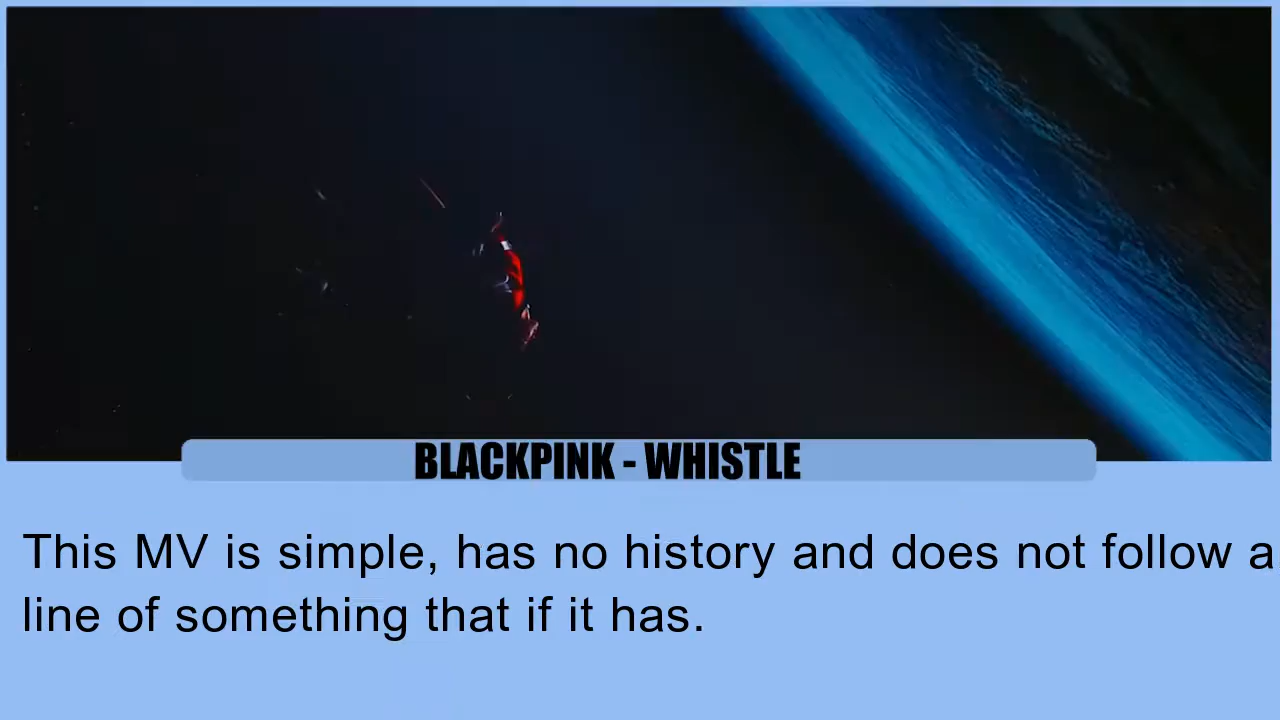 BLACKPINK - WHISTLE
This MV is simple, has no history and does not follow a
line of something that if it has.